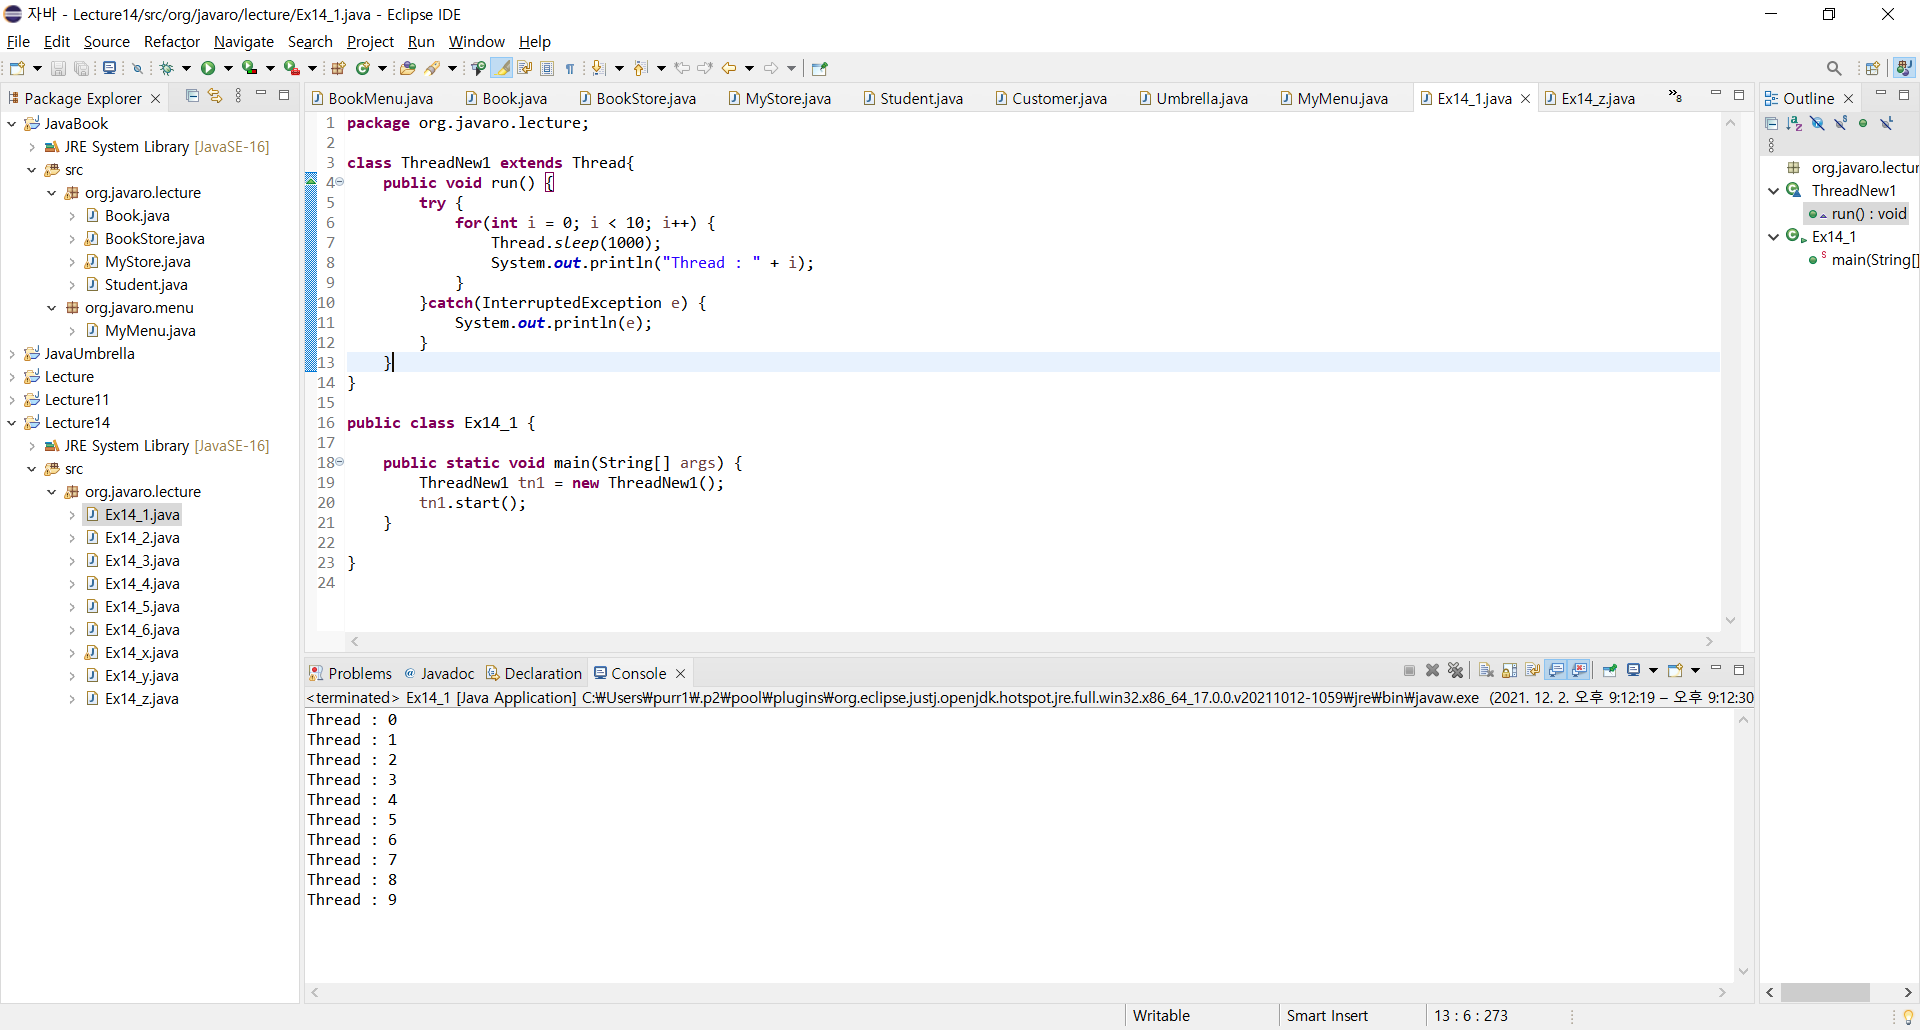 자바 - Lecture14/src/org/javaro/lecture/Ex14_1.java - Eclipse IDE
File Edit Source Refactor Navigate Search Project Run Window Help
Package Explorer
JavaBook
JRE System Library [JavaSE-16]
src
org.javaro.lecture
Book.java
BookStore.java
MyStore.java
Student.java
org.javaro.menu
MyMenu.java
JavaUmbrella
Lecture
Lecture11
Lecture14
JRE System Library [JavaSE-16]
src
org.javaro.lecture
Ex14_1.java
Ex14_2.java
Ex14_3.java
Ex14_4.java
Ex14_5.java
Ex14_6.java
Ex14_x.java
Ex14_y.java
Ex14_z.java
BookMenu.java Book.java BookStore.java MyStore.java Student.java Customer.java Umbrella.java MyMenu.java Ex14_1.java Ex14_z.java »8
1 package org.javaro.lecture;
2
3 class ThreadNew1 extends Thread{
4 public void run() {
5 try {
6 for(int i = 0; i < 10; i++) {
7 Thread.sleep(1000);
8 System.out.println("Thread : " + i);
9 }
10 }catch(InterruptedException e) {
11 System.out.println(e);
12 }
13 }
14 }
15
16 public class Ex14_1 {
17
18 public static void main(String[] args) {
19 ThreadNew1 tn1 = new ThreadNew1();
20 tn1.start();
21 }
22
23 }
24
Outline
org.javaro.lectur
ThreadNew1
run() : void
Ex14_1
main(String[]
Problems @ Javadoc Declaration Console
<terminated> Ex14_1 [Java Application] C:₩Users₩purr1₩.p2₩pool₩plugins₩org.eclipse.justj.openjdk.hotspot.jre.full.win32.x86_64_17.0.0.v20211012-1059₩jre₩bin₩javaw.exe (2021. 12. 2. 오후 9:12:19 – 오후 9:12:30
Thread : 0
Thread : 1
Thread : 2
Thread : 3
Thread : 4
Thread : 5
Thread : 6
Thread : 7
Thread : 8
Thread : 9
Writable Smart Insert 13 : 6 : 273